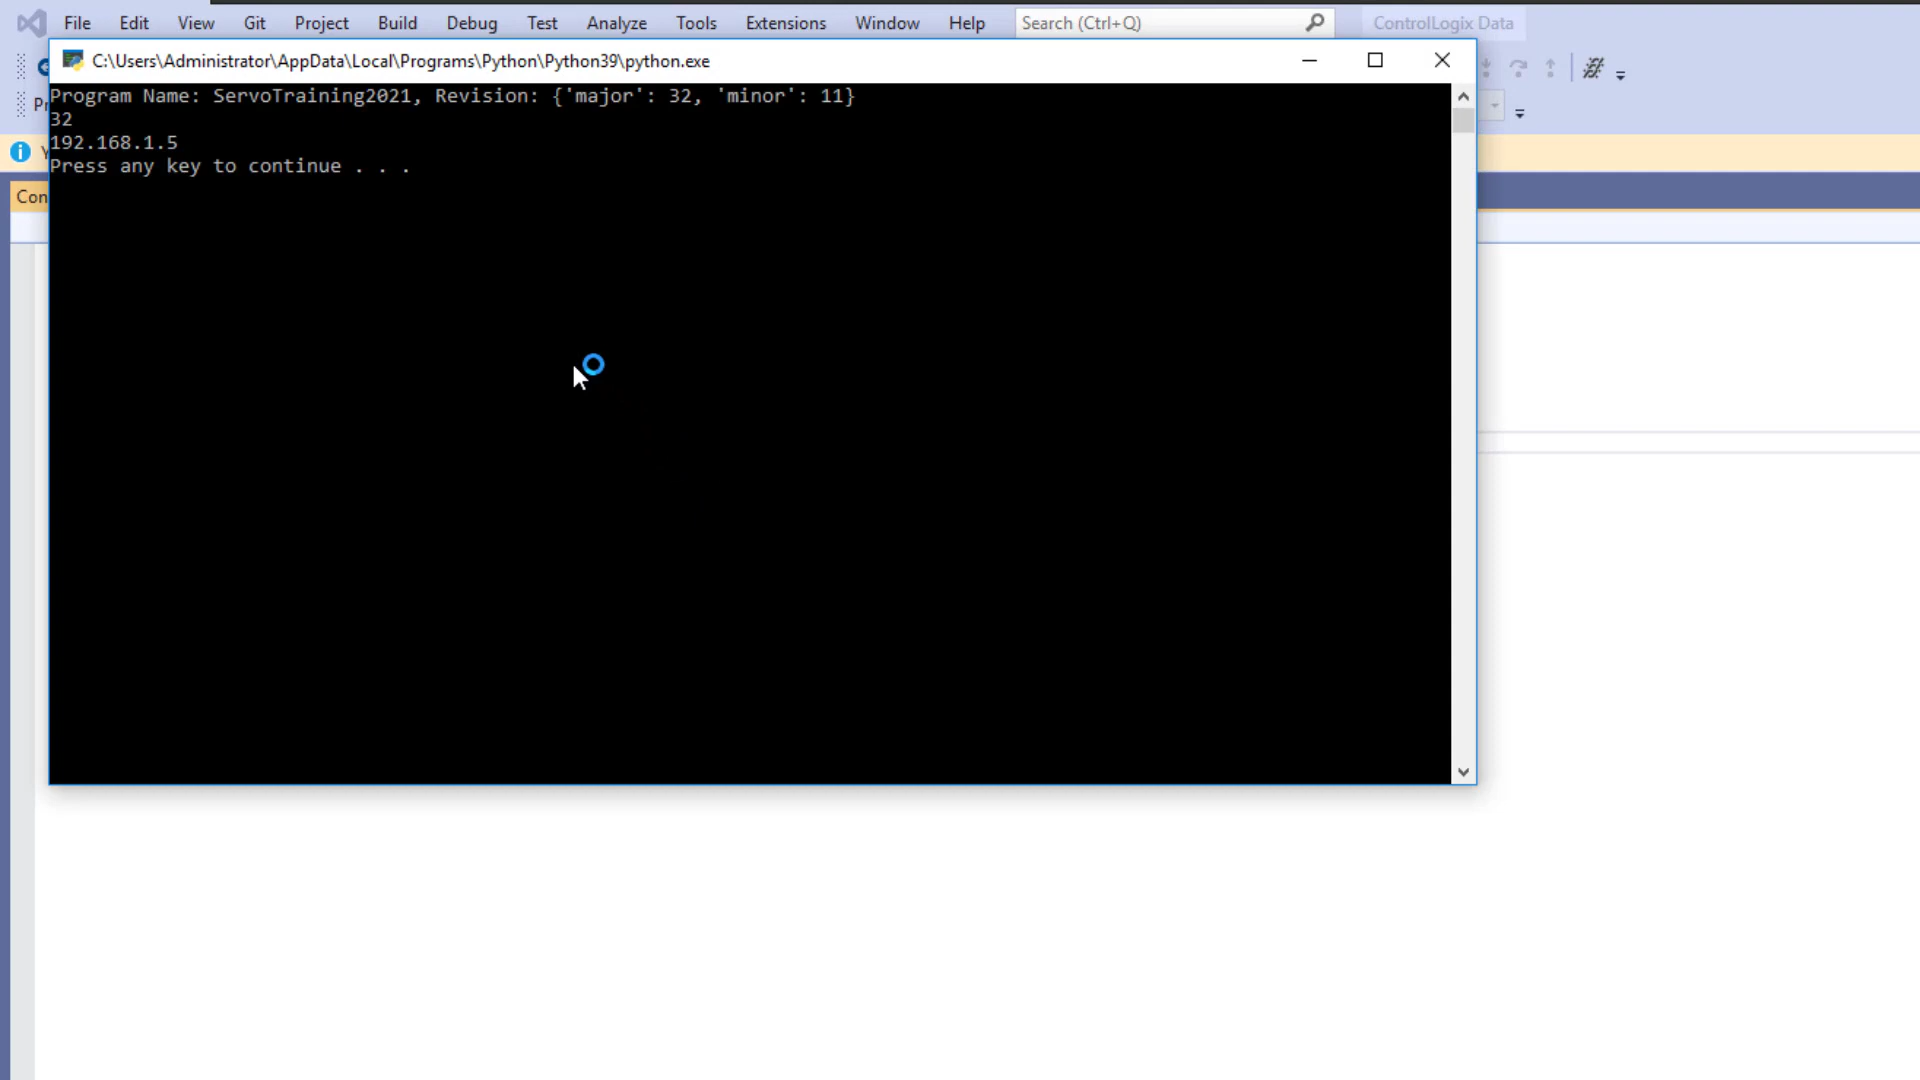 File Edit View Git Project Build Debug Test Analyze Tools Extensions Window Help Search (Ctrl+Q) ControlLogix Data
C:\Users\Administrator\AppData\Local\Programs\Python\Python39\python.exe
Program Name: ServoTraining2021, Revision: {'major': 32, 'minor': 11}
32
192.168.1.5
Press any key to continue . . .